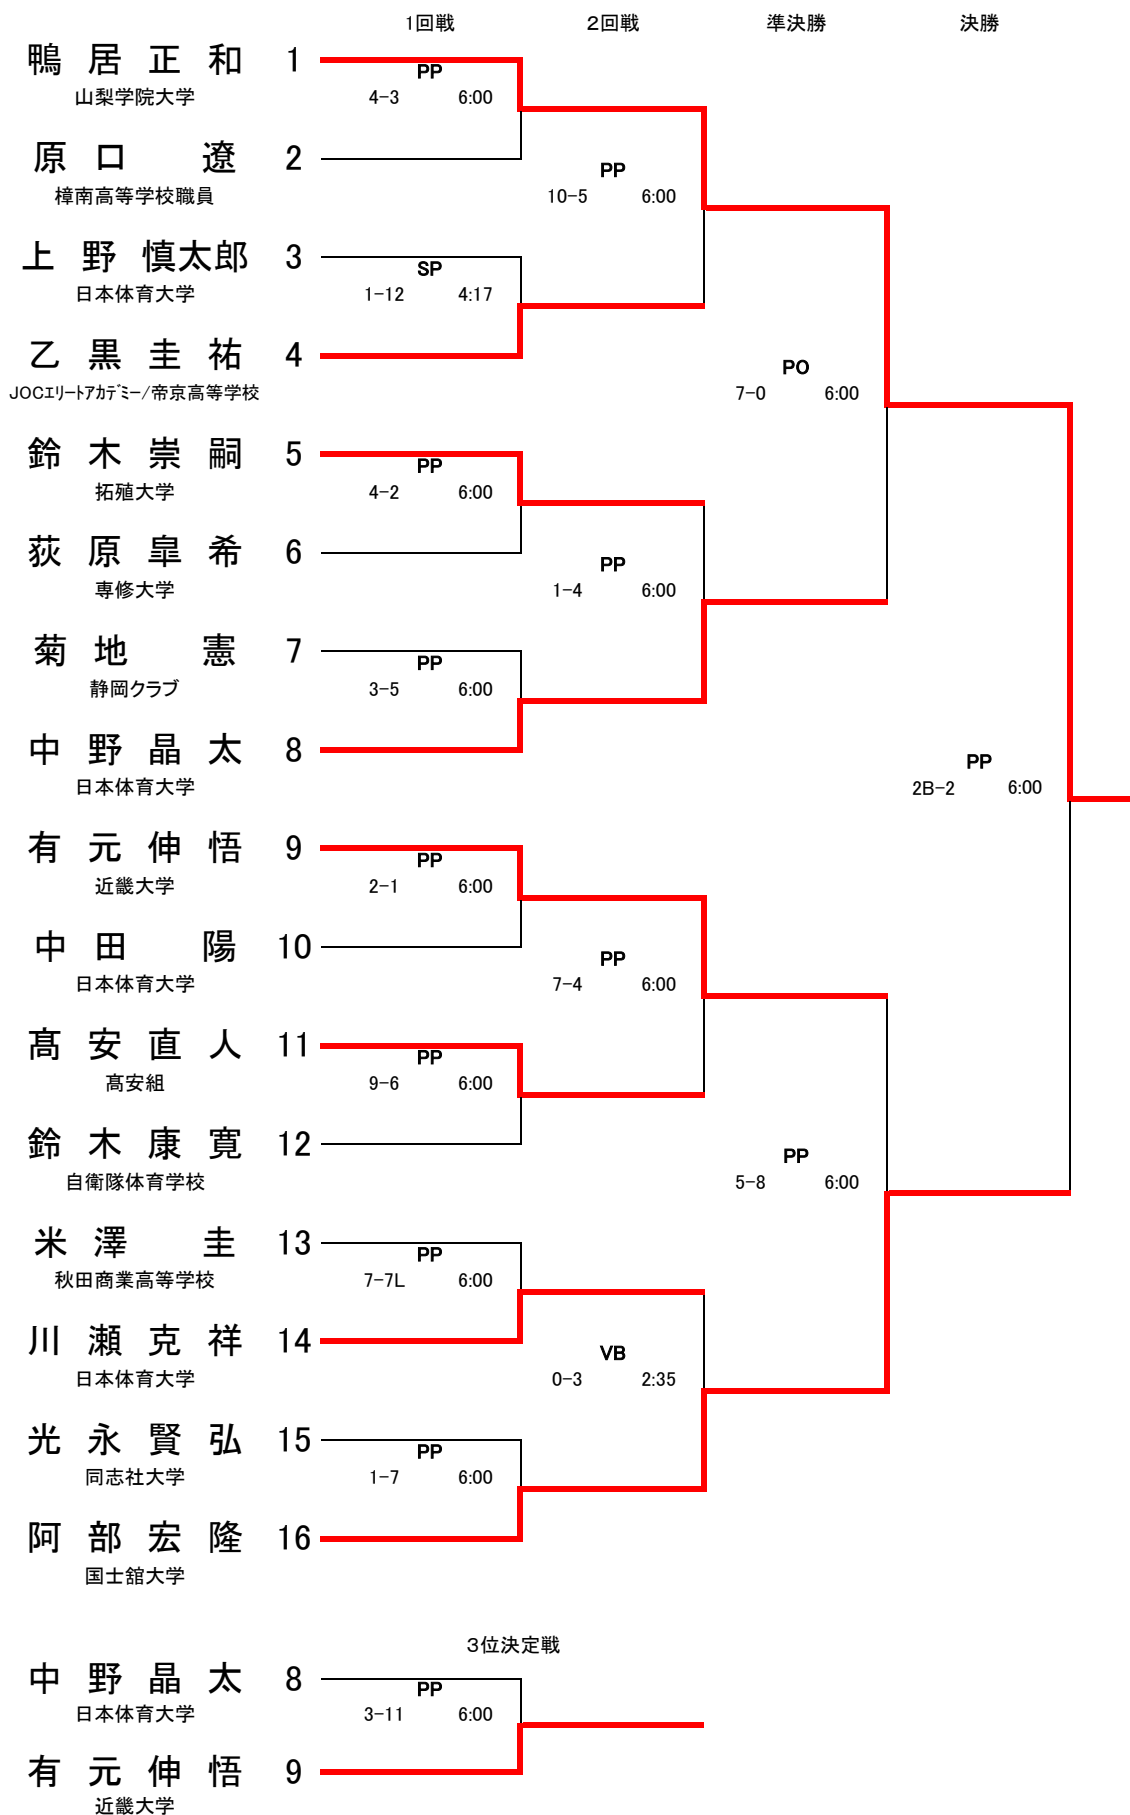 1回戦 2回戦 準決勝 決勝
鴨居正和 1
山梨学院大学
PP
4-3 6:00
原口 遼 2
樟南高等学校職員
PP
10-5 6:00
上野慎太郎 3
日本体育大学
SP
1-12 4:17
乙黒圭祐 4
JOCエリートアカデミー/帝京高等学校
PO
7-0 6:00
鈴木崇嗣 5
拓殖大学
PP
4-2 6:00
荻原皐希 6
専修大学
PP
1-4 6:00
菊地 憲 7
静岡クラブ
PP
3-5 6:00
中野晶太 8
日本体育大学
PP
2B-2 6:00
有元伸悟 9
近畿大学
PP
2-1 6:00
中田 陽 10
日本体育大学
PP
7-4 6:00
髙安直人 11
髙安組
PP
9-6 6:00
鈴木康寛 12
自衛隊体育学校
PP
5-8 6:00
米澤 圭 13
秋田商業高等学校
PP
7-7L 6:00
川瀬克祥 14
日本体育大学
VB
0-3 2:35
光永賢弘 15
同志社大学
PP
1-7 6:00
阿部宏隆 16
国士舘大学
3位決定戦
中野晶太 8
日本体育大学
PP
3-11 6:00
有元伸悟 9
近畿大学